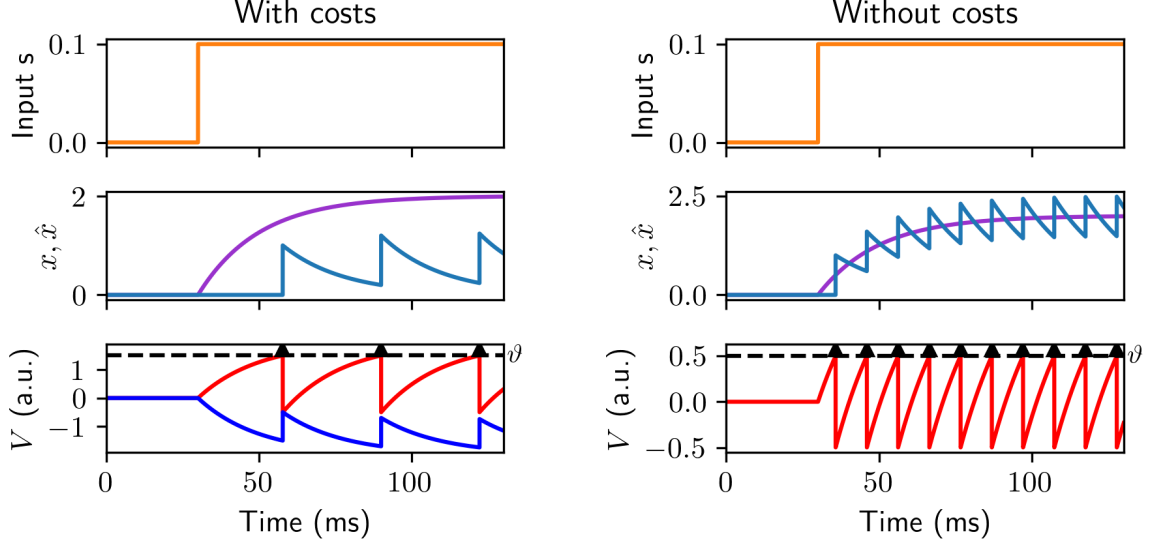 With costs
Without costs
Input s
0.1
0.0
Input s
0.1
0.0
x, x̂
2
0
x, x̂
2.5
0.0
V (a.u.)
1
0
−1
ϑ
0
50
100
Time (ms)
V (a.u.)
0.5
0.0
−0.5
ϑ
0
50
100
Time (ms)